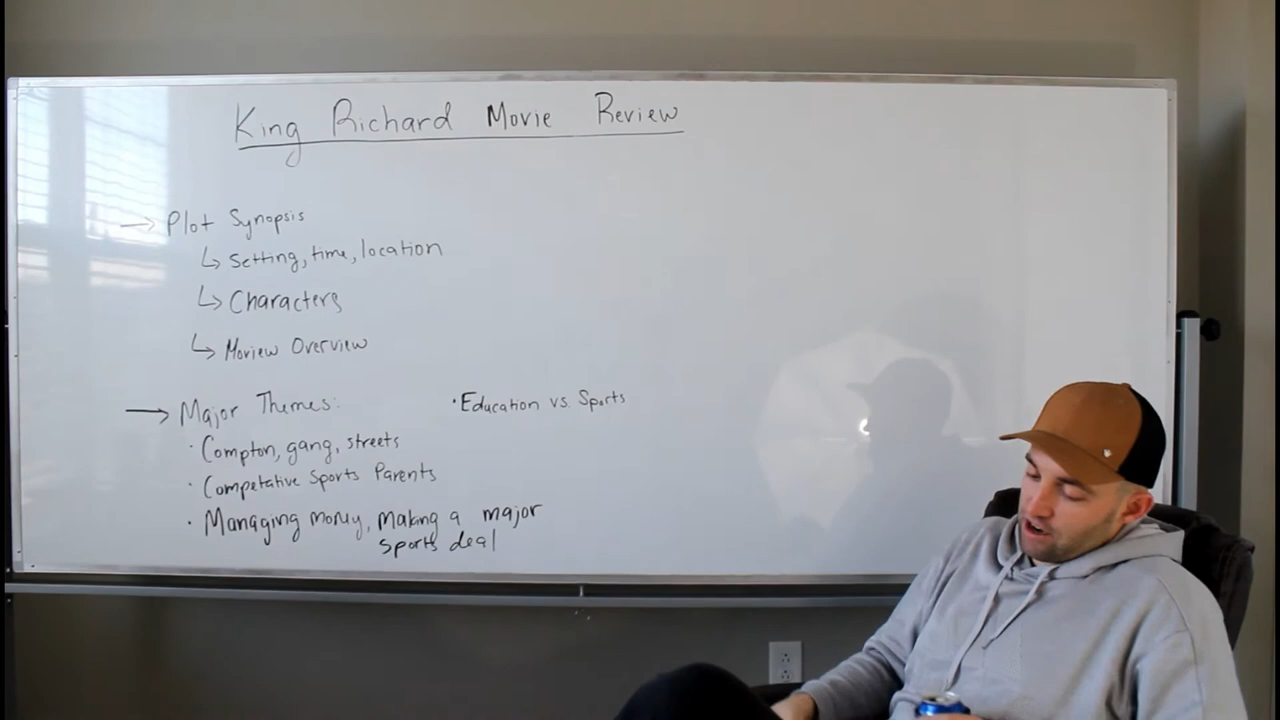 King Richard Movie Review
→ Plot Synopsis
↳ Setting, time, location
↳ Characters
↳ Moview Overview
→ Major Themes:
· Compton, gang, streets
· Competative Sports Parents
· Managing money, making a major
sports deal
· Education vs. Sports